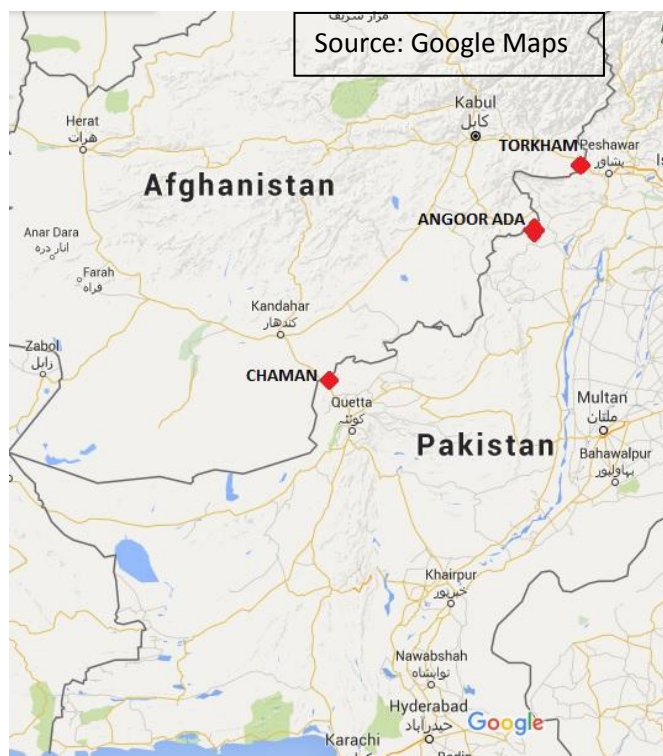 مزار شریف
Source: Google Maps
Kabul
کابل
Herat
هرات
TORKHAM
Peshawar
پشاور
Afghanistan
ANGOOR ADA
Anar Dara
انار دره
Farah
فراه
Kandahar
کندهار
Zabol
زابل
CHAMAN
Quetta
کوئٹہ
Multan
ملتان
Pakistan
Bahawalpur
بہاولپور
Khairpur
خیرپور
Nawabshah
نوابشاہ
Hyderabad
حیدرآباد
Google
Karachi